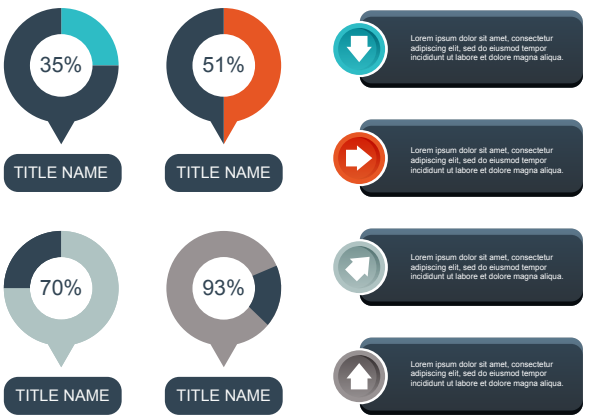 35%
51%
TITLE NAME
TITLE NAME
70%
93%
TITLE NAME
TITLE NAME
Lorem ipsum dolor sit amet, consectetur
adipiscing elit, sed do eiusmod tempor
incididunt ut labore et dolore magna aliqua.
Lorem ipsum dolor sit amet, consectetur
adipiscing elit, sed do eiusmod tempor
incididunt ut labore et dolore magna aliqua.
Lorem ipsum dolor sit amet, consectetur
adipiscing elit, sed do eiusmod tempor
incididunt ut labore et dolore magna aliqua.
Lorem ipsum dolor sit amet, consectetur
adipiscing elit, sed do eiusmod tempor
incididunt ut labore et dolore magna aliqua.